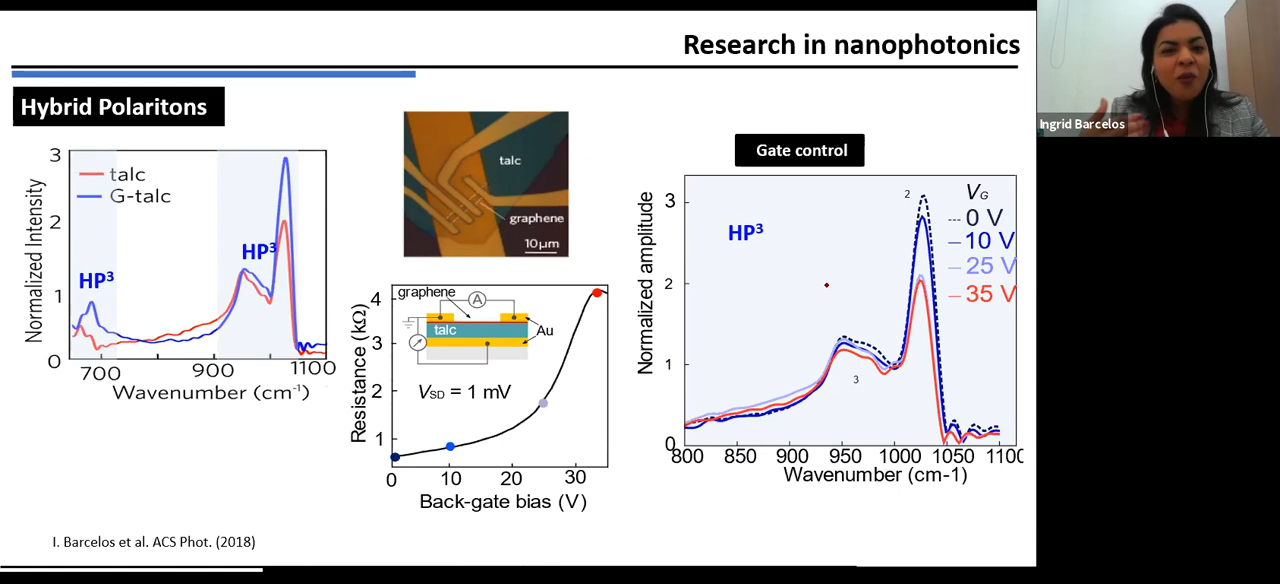 Research in nanophotonics
Ingrid Barcelos
Hybrid Polaritons
3
2
1
0
Normalized Intensity
talc
G-talc
HP³
HP³
700
900
1100
Wavenumber (cm⁻¹)
talc
graphene
10μm
4
3
2
1
Resistance (kΩ)
graphene
A
talc
Au
V_SD = 1 mV
0
10
20
30
Back-gate bias (V)
Gate control
3
2
1
0
Normalized amplitude
HP³
2
3
V_G
0 V
10 V
25 V
35 V
800
850
900
950
1000
1050
1100
Wavenumber (cm-1)
I. Barcelos et al. ACS Phot. (2018)